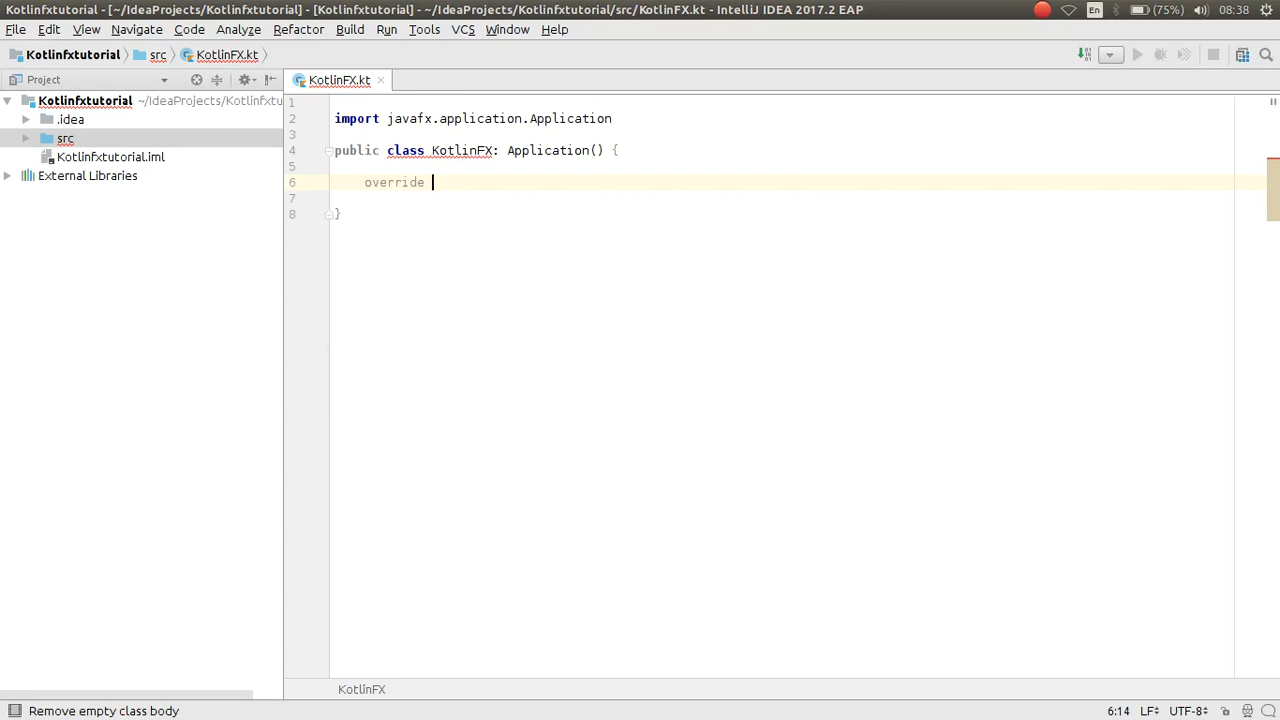 Kotlinfxtutorial - [~/IdeaProjects/Kotlinfxtutorial] - [Kotlinfxtutorial] - ~/IdeaProjects/Kotlinfxtutorial/src/KotlinFX.kt - IntelliJ IDEA 2017.2 EAP
En (75%) 08:38
File Edit View Navigate Code Analyze Refactor Build Run Tools VCS Window Help
Kotlinfxtutorial src KotlinFX.kt
Project
KotlinFX.kt
Kotlinfxtutorial ~/IdeaProjects/Kotlinfxtu
.idea
src
Kotlinfxtutorial.iml
External Libraries
1
2 import javafx.application.Application
3
4 public class KotlinFX: Application() {
5
6 override
7
8 }
KotlinFX
Remove empty class body
6:14 LF÷ UTF-8÷